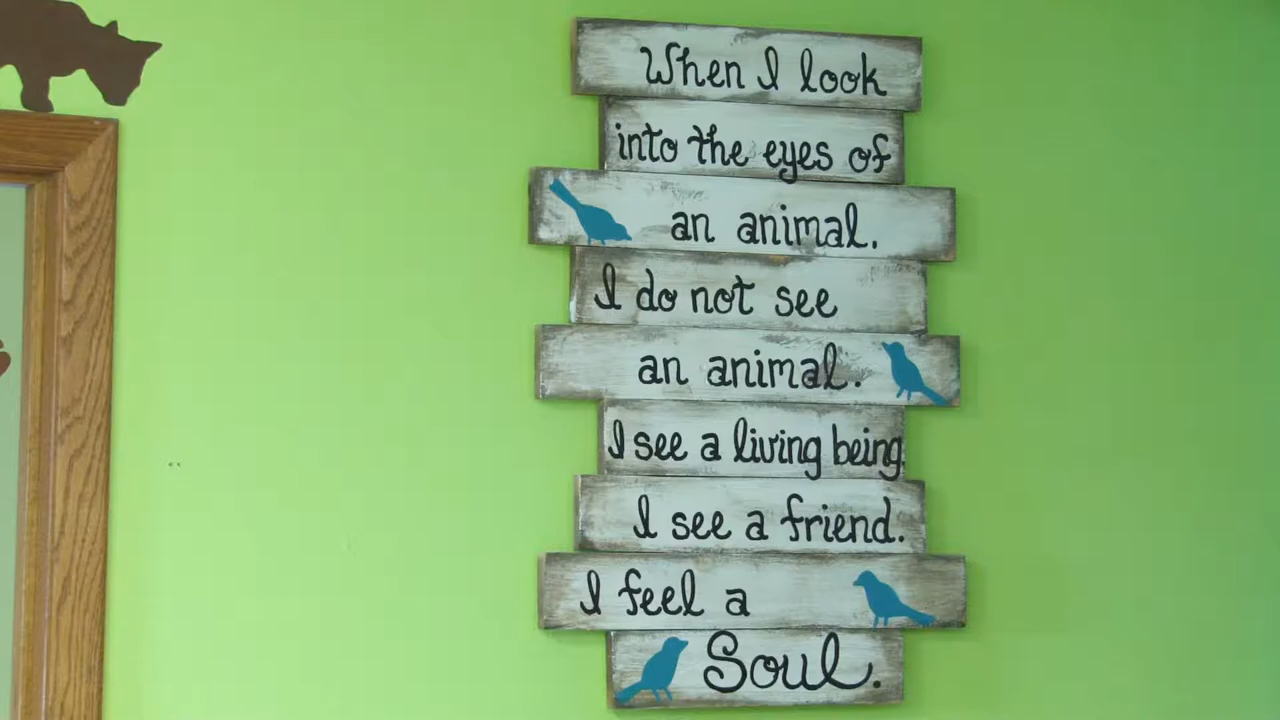 When I look
into the eyes of
an animal.
I do not see
an animal.
I see a living being.
I see a friend.
I feel a
Soul.